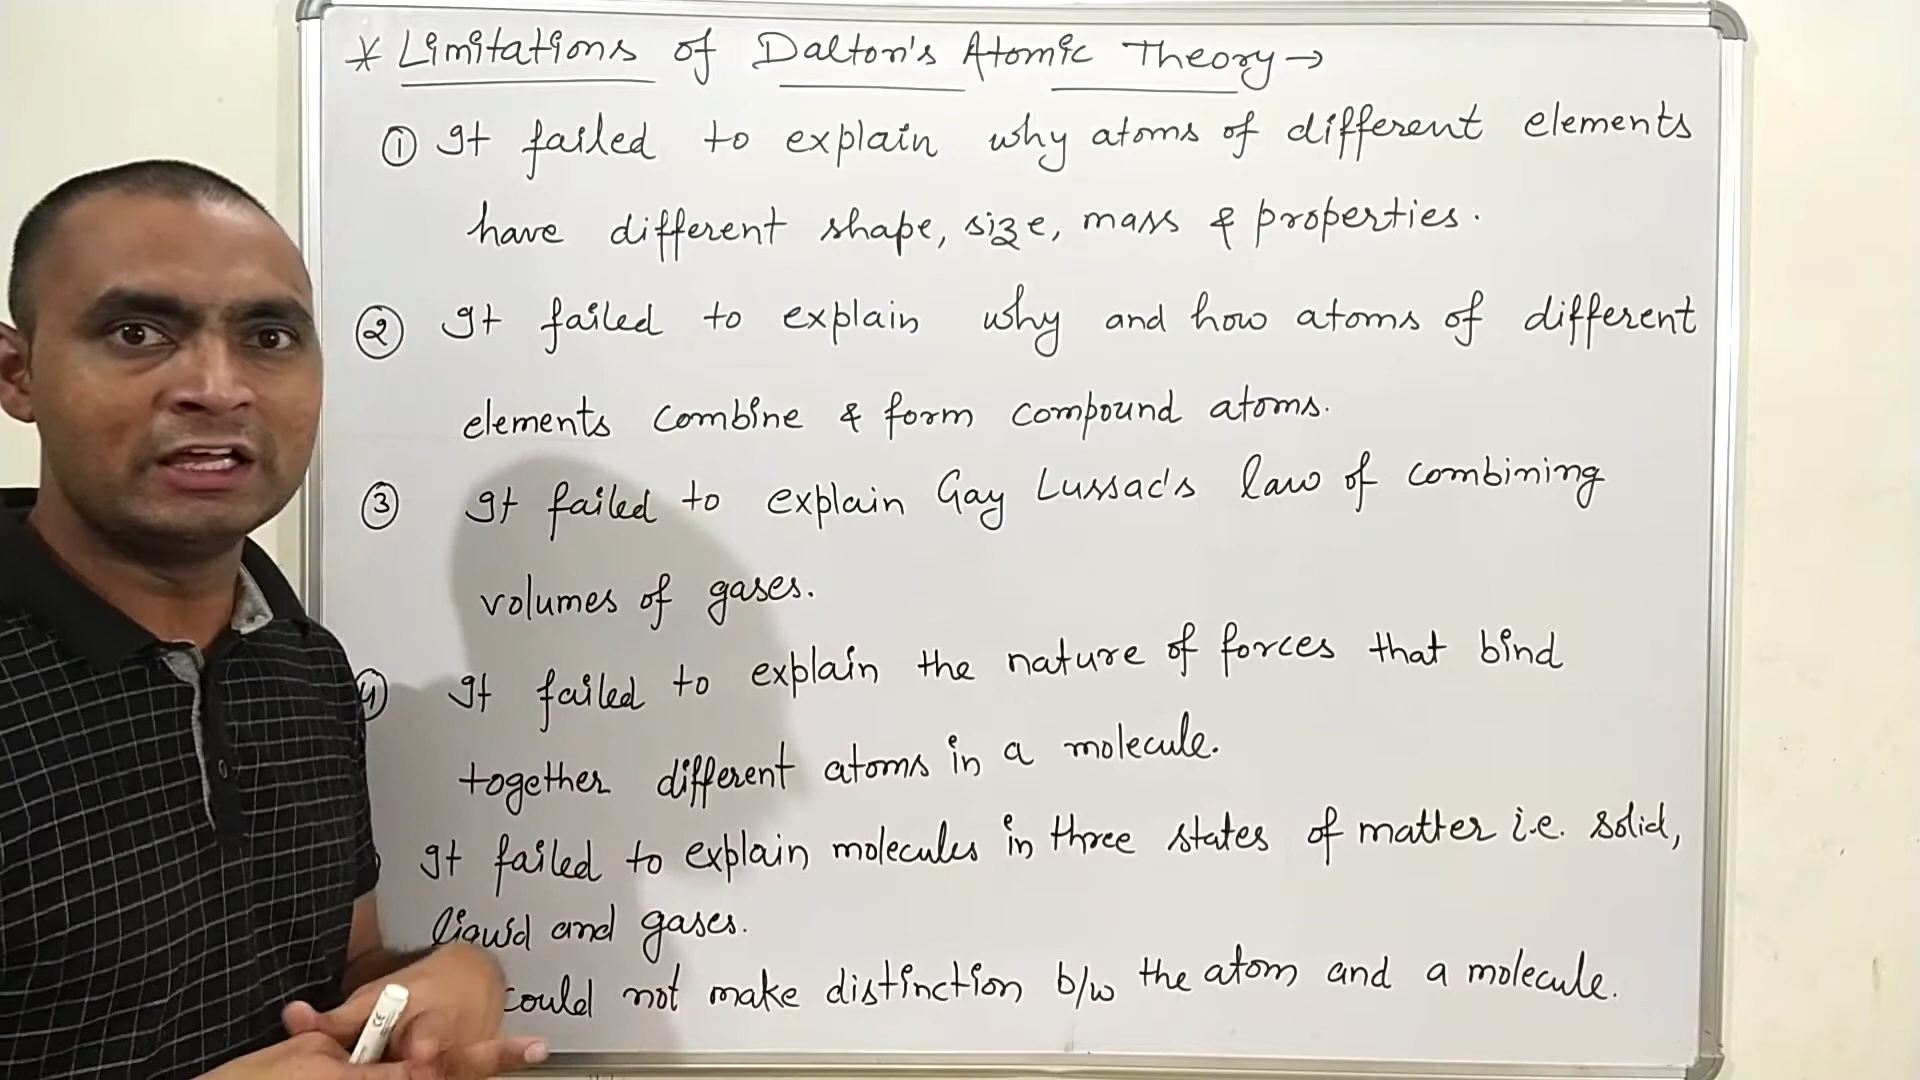 * Limitations of Dalton's Atomic Theory →
① It failed to explain why atoms of different elements
have different shape, size, mass & properties.
② It failed to explain why and how atoms of different
elements combine & form compound atoms.
③ It failed to explain Gay Lussac's law of combining
volumes of gases.
④ It failed to explain the nature of forces that bind
together different atoms in a molecule.
It failed to explain molecules in three states of matter i.e. solid,
liquid and gases.
could not make distinction b/w the atom and a molecule.